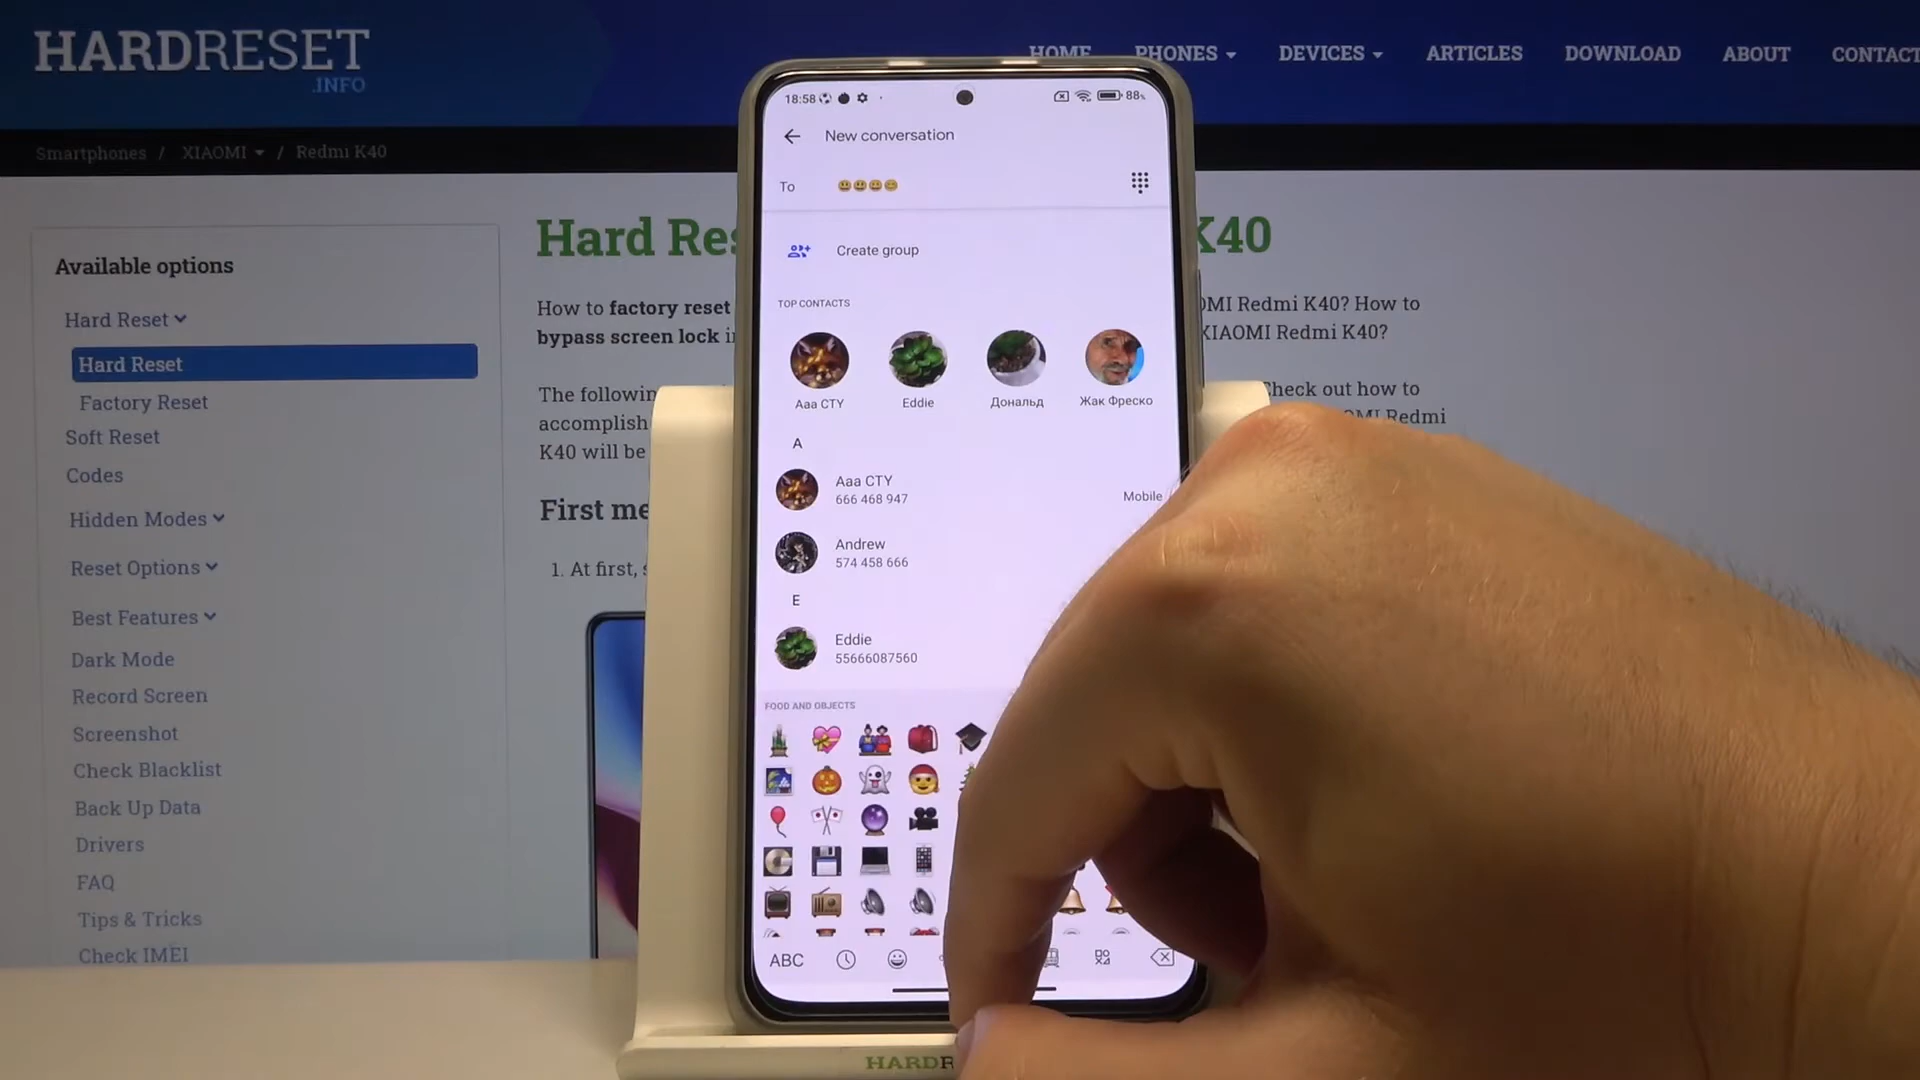 HARDRESET
.INFO
HOME PHONES DEVICES ARTICLES DOWNLOAD ABOUT CONTACT
Smartphones / XIAOMI / Redmi K40
Available options
Hard Reset
Hard Reset
Factory Reset
Soft Reset
Codes
Hidden Modes
Reset Options
Best Features
Dark Mode
Record Screen
Screenshot
Check Blacklist
Back Up Data
Drivers
FAQ
Tips & Tricks
Check IMEI
Hard Res
K40
How to factory reset
OMI Redmi K40? How to
bypass screen lock
XIAOMI Redmi K40?
The followin
Check out how to
accomplish
OMI Redmi
K40 will be
First me
1. At first,
18:58
88%
New conversation
To
Create group
TOP CONTACTS
Aaa CTY Eddie Дональд Жак Фреско
A
Aaa CTY
666 468 947
Mobile
Andrew
574 458 666
E
Eddie
55666087560
FOOD AND OBJECTS
ABC
HARDR